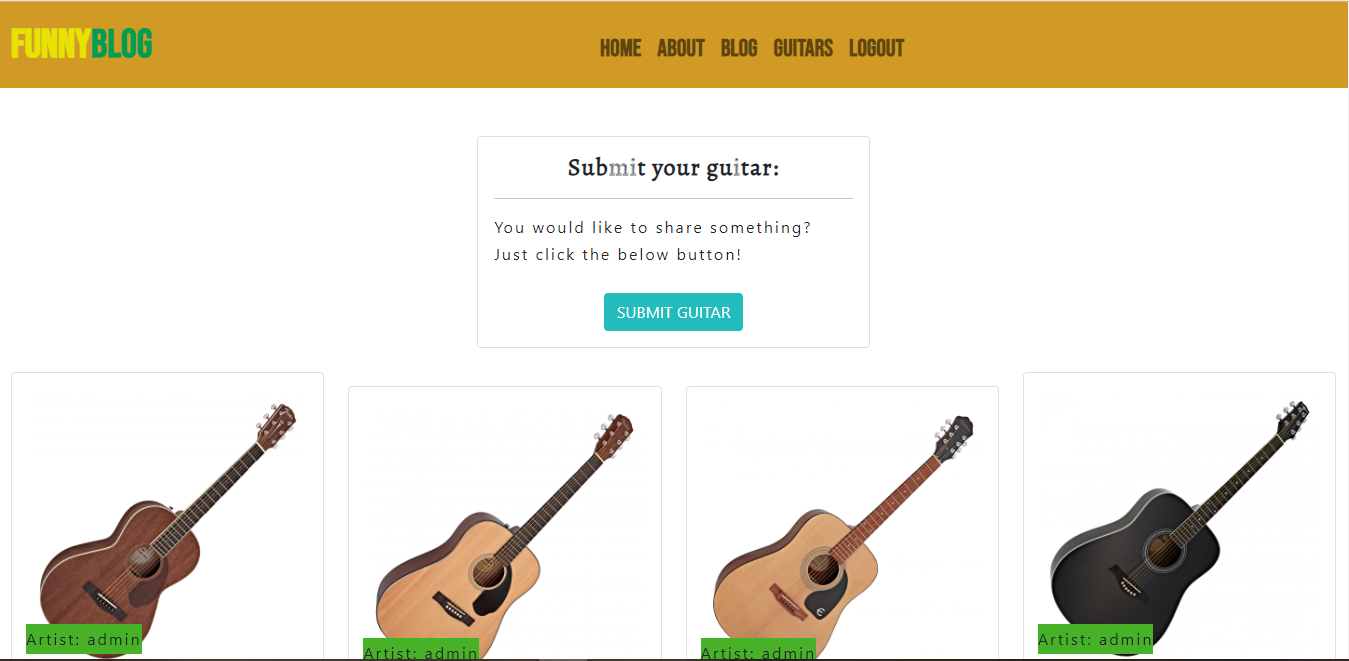 FUNNYBLOG
HOME ABOUT BLOG GUITARS LOGOUT
Submit your guitar:
You would like to share something?
Just click the below button!
SUBMIT GUITAR
Artist: admin
Artist: admin
Artist: admin
Artist: admin